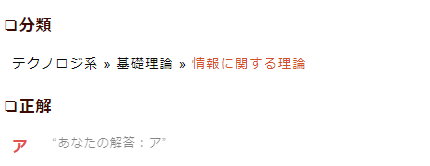 ❏分類
テクノロジ系 » 基礎理論 » 情報に関する理論
❏正解
ア “あなたの解答：ア”